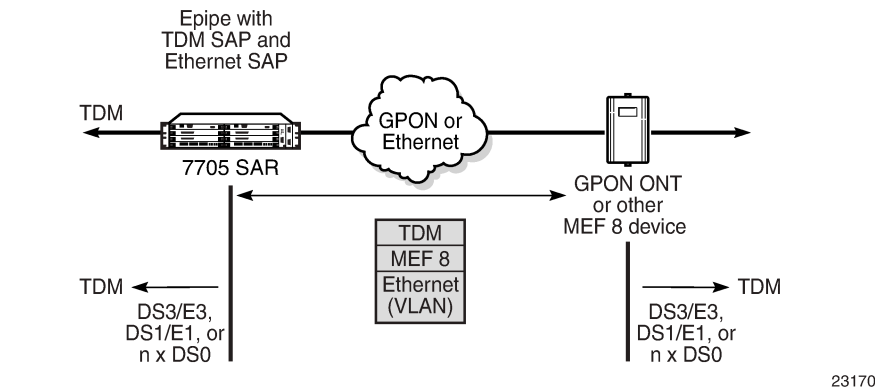 Epipe with
TDM SAP and
Ethernet SAP
TDM
GPON or
Ethernet
7705 SAR
GPON ONT
or other
MEF 8 device
TDM
MEF 8
Ethernet
(VLAN)
TDM
DS3/E3,
DS1/E1, or
n x DS0
TDM
DS3/E3,
DS1/E1, or
n x DS0
23170